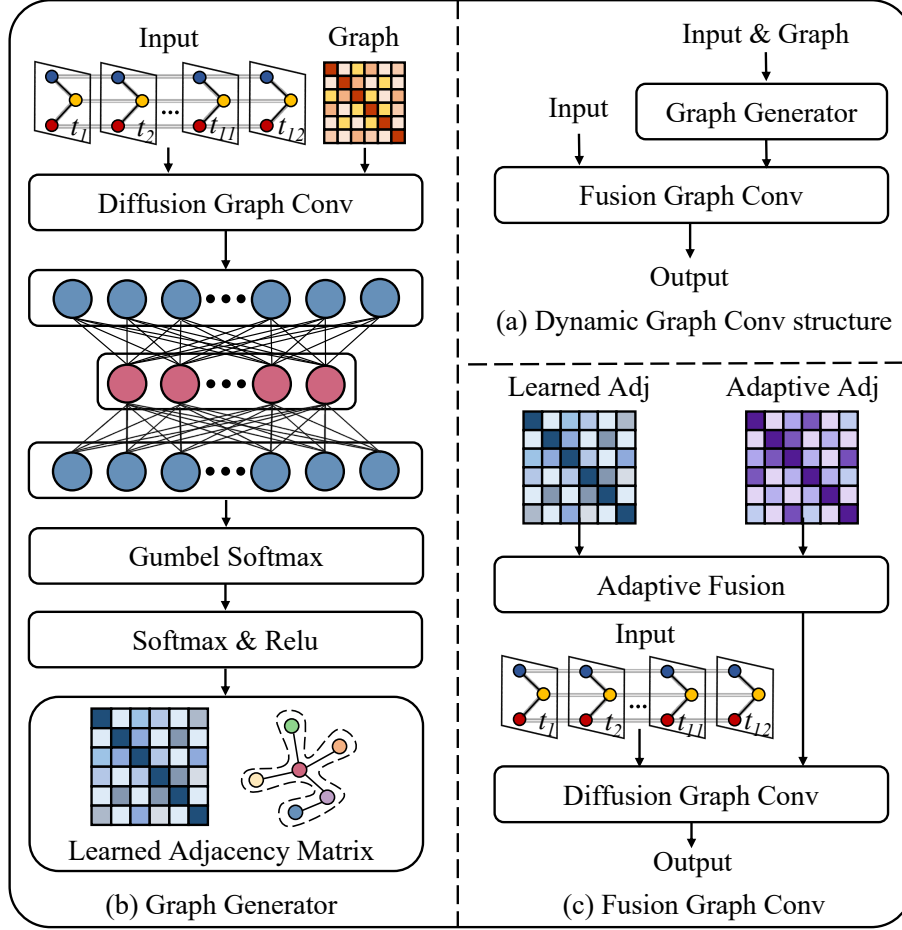 Input
Graph
t1
t2
...
t11
t12
Diffusion Graph Conv
Gumbel Softmax
Softmax & Relu
Learned Adjacency Matrix
(b) Graph Generator
Input & Graph
Input
Graph Generator
Fusion Graph Conv
Output
(a) Dynamic Graph Conv structure
Learned Adj
Adaptive Adj
Adaptive Fusion
Input
t1
t2
...
t11
t12
Diffusion Graph Conv
Output
(c) Fusion Graph Conv